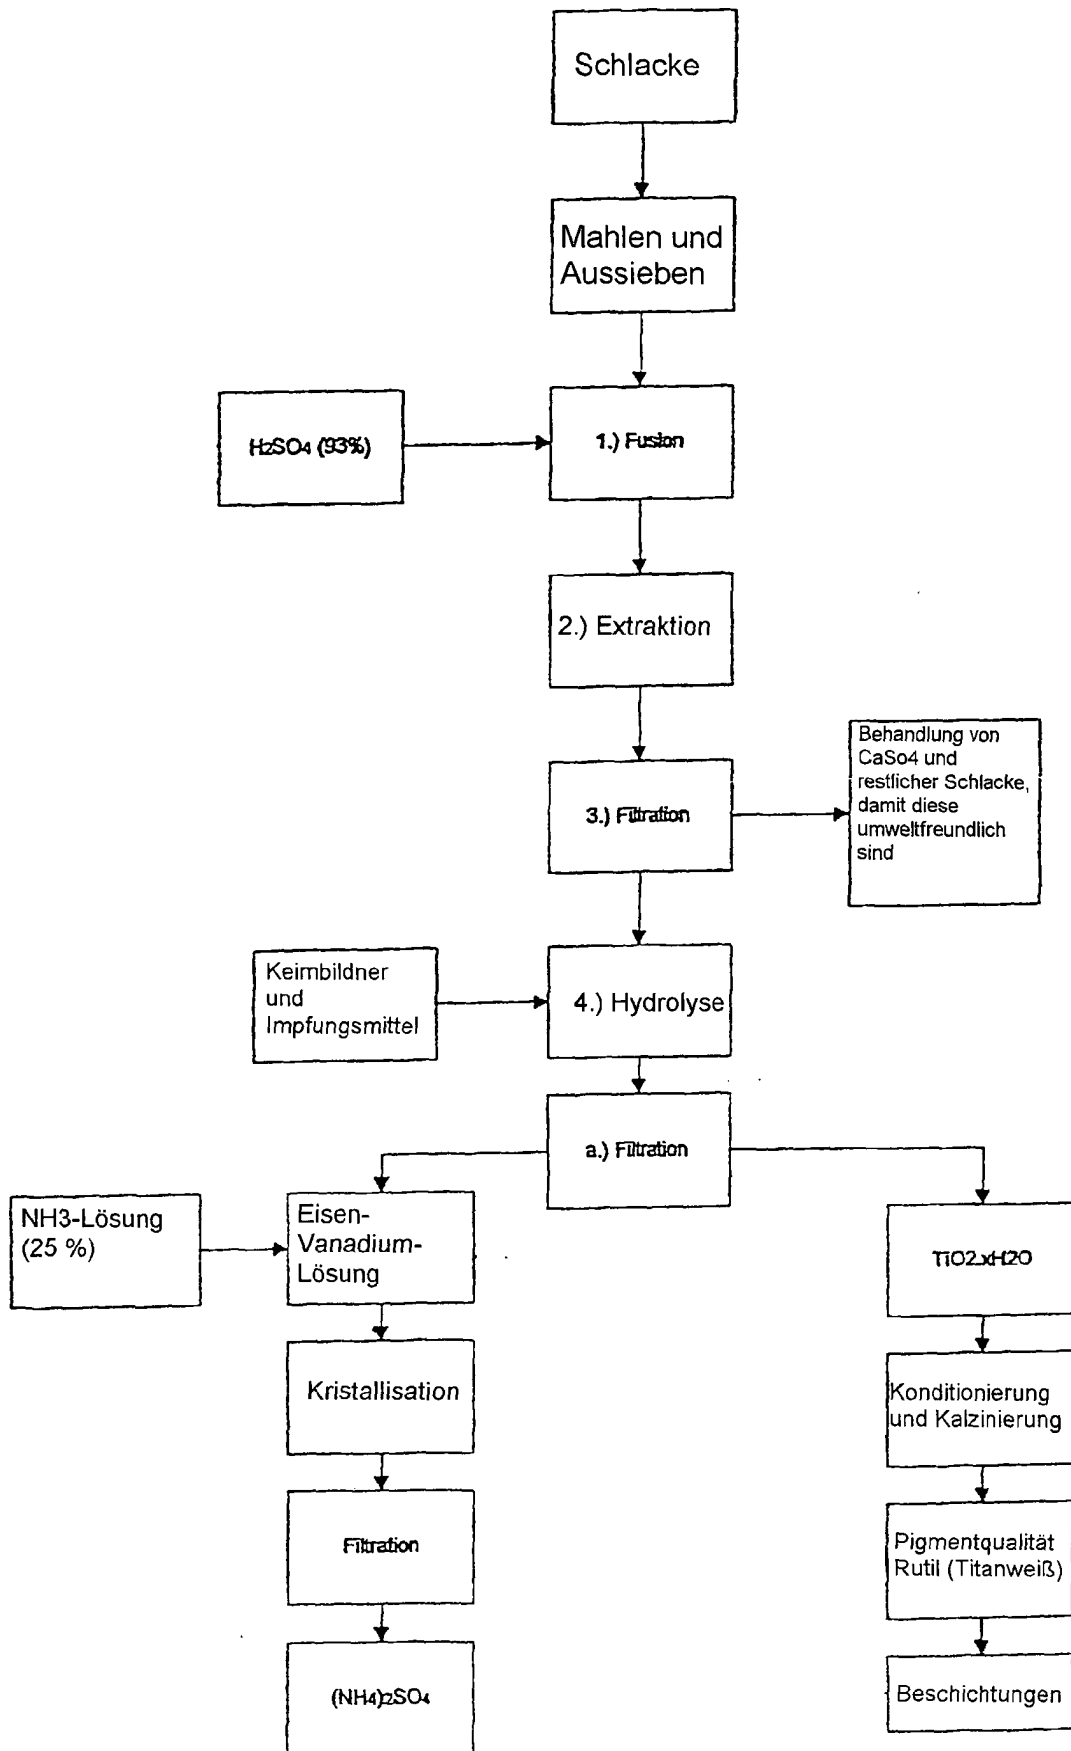 Schlacke
Mahlen und
Aussieben
H2SO4 (93%)
1.) Fusion
2.) Extraktion
3.) Filtration
Behandlung von
CaSo4 und
restlicher Schlacke,
damit diese
umweltfreundlich
sind
Keimbildner
und
Impfungsmittel
4.) Hydrolyse
a.) Filtration
NH3-Lösung
(25 %)
Eisen-
Vanadium-
Lösung
TiO2.xH2O
Kristallisation
Konditionierung
und Kalzinierung
Filtration
Pigmentqualität
Rutil (Titanweiß)
(NH4)2SO4
Beschichtungen